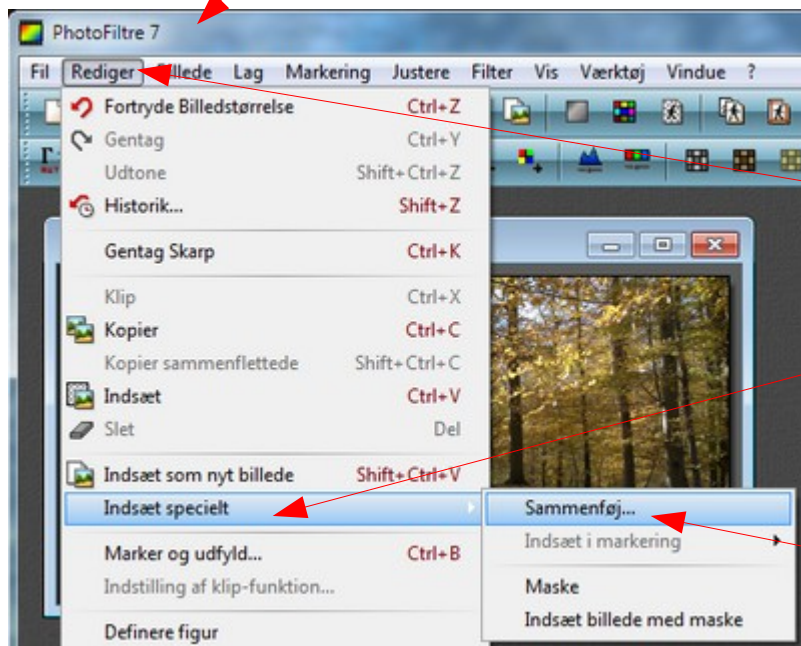 PhotoFiltre 7
Fil Rediger Billede Lag Markering Justere Filter Vis Værktøj Vindue ?
Fortryde Billedstørrelse Ctrl+Z
Gentag Ctrl+Y
Udtone Shift+Ctrl+Z
Historik... Shift+Z
Gentag Skarp Ctrl+K
Klip Ctrl+X
Kopier Ctrl+C
Kopier sammenflettede Shift+Ctrl+C
Indsæt Ctrl+V
Slet Del
Indsæt som nyt billede Shift+Ctrl+V
Indsæt specielt
Sammenføj...
Indsæt i markering
Marker og udfyld... Ctrl+B
Maske
Indstilling af klip-funktion...
Indsæt billede med maske
Definere figur